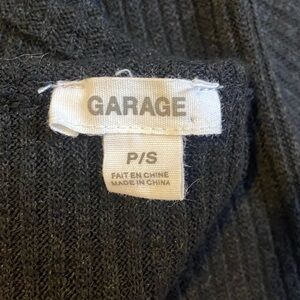 GARAGE
P/S
FAIT EN CHINE
MADE IN CHINA